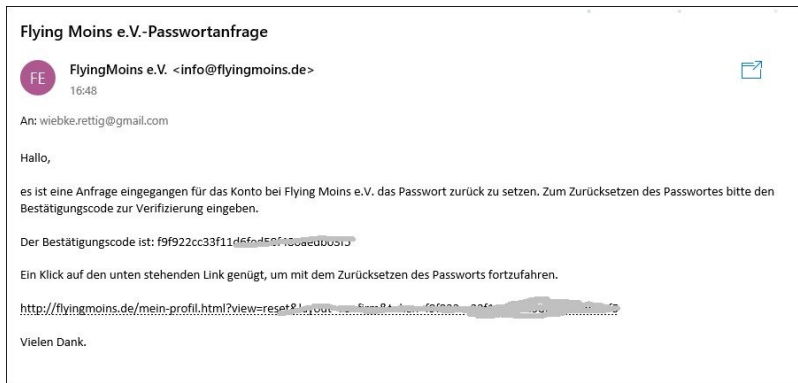 Flying Moins e.V.-Passwortanfrage
FE
FlyingMoins e.V. <info@flyingmoins.de>
16:48
An: wiebke.rettig@gmail.com
Hallo,
es ist eine Anfrage eingegangen für das Konto bei Flying Moins e.V. das Passwort zurück zu setzen. Zum Zurücksetzen des Passwortes bitte den
Bestätigungscode zur Verifizierung eingeben.
Der Bestätigungscode ist: f9f922cc33f11
Ein Klick auf den unten stehenden Link genügt, um mit dem Zurücksetzen des Passworts fortzufahren.
http://flyingmoins.de/mein-profil.html?view=reset&
Vielen Dank.